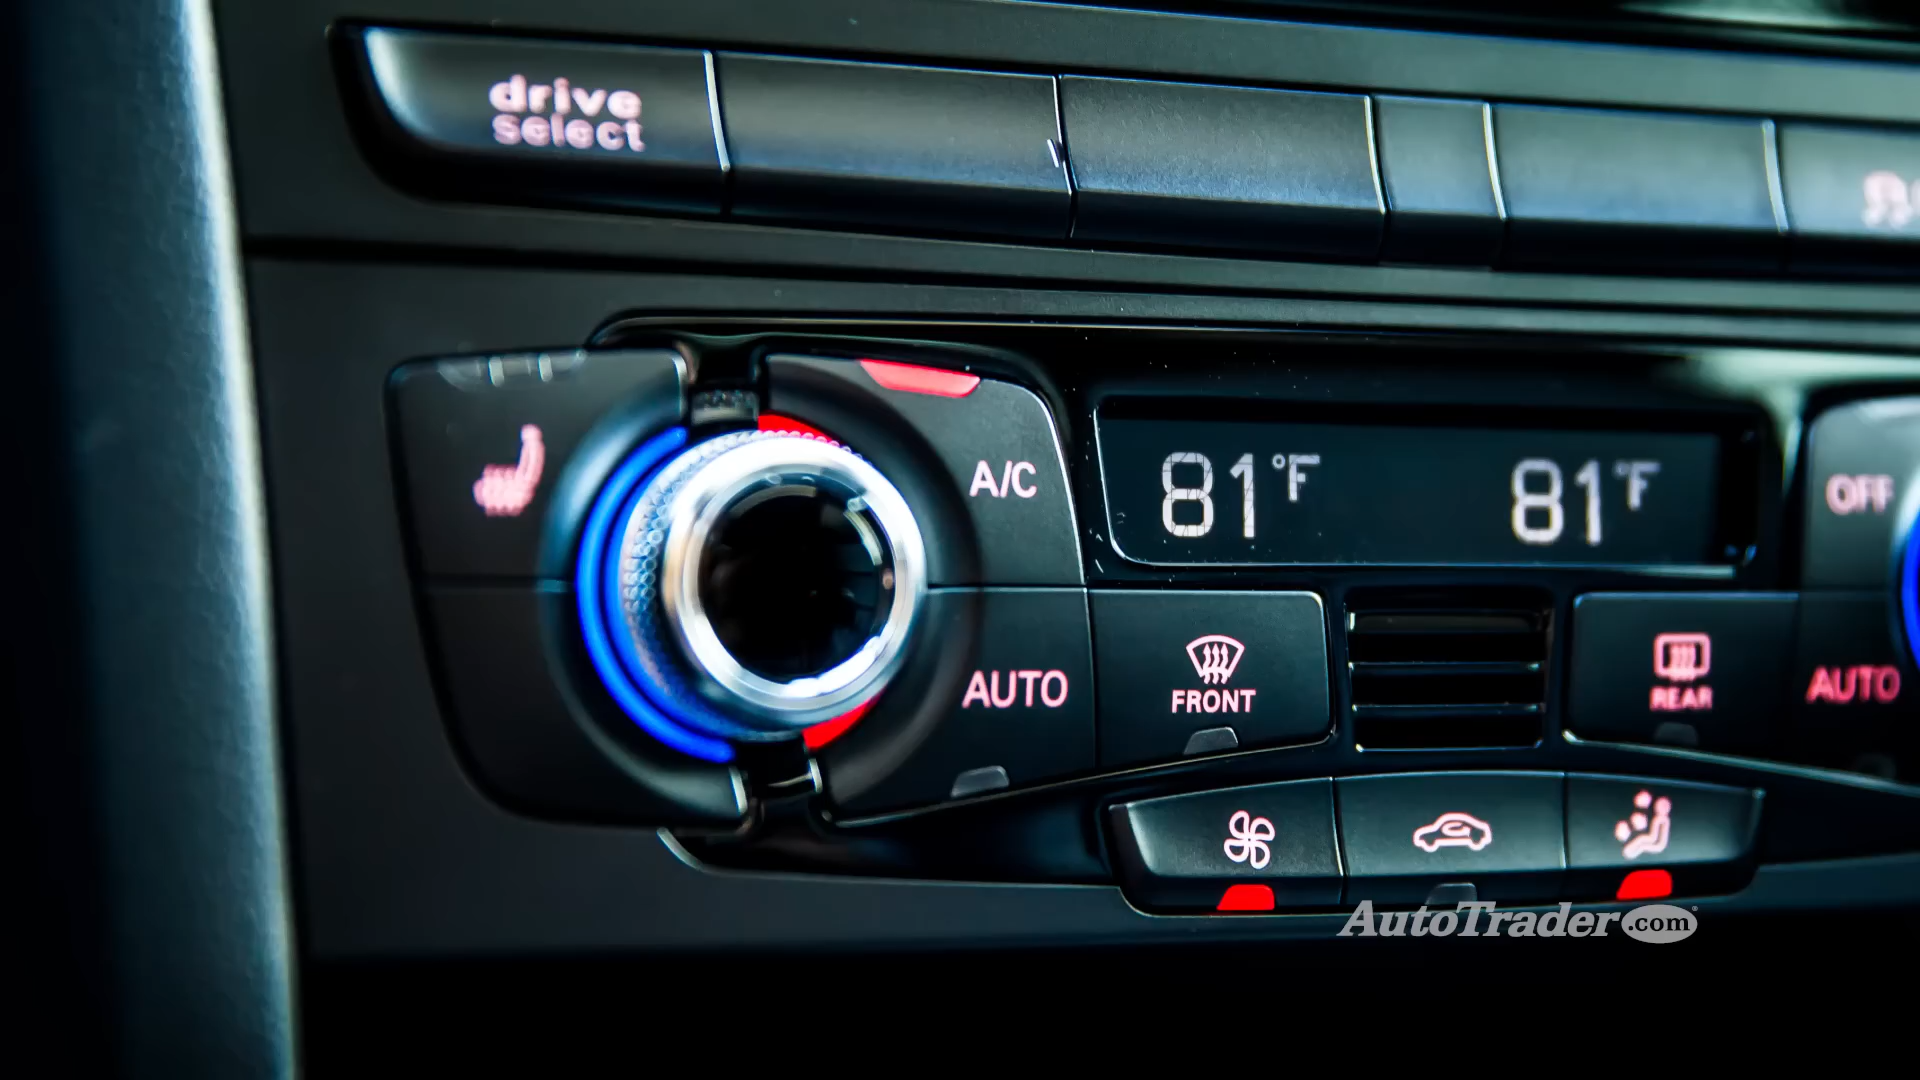 drive
select
A/C
81°F
81°F
OFF
AUTO
FRONT
REAR
AUTO
AutoTrader.com